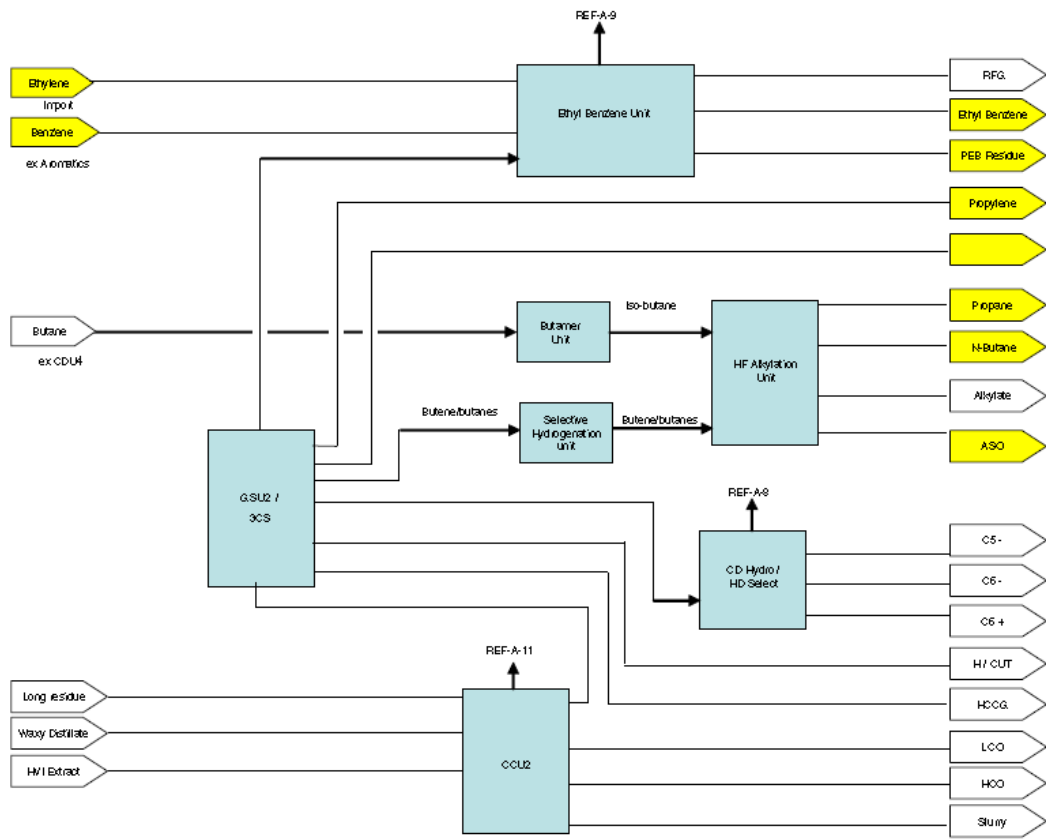 REF-A-9
Ethylene
Import
Benzene
ex Aromatics
Ethyl Benzene Unit
RFG
Ethyl Benzene
PEB Residue
Propylene
Butane
ex CDU4
Butamer
Unit
Iso-butane
HF Alkylation
Unit
Propane
N-Butane
Alkylate
ASO
Butene/butanes
Selective
Hydrogenation
unit
Butene/butanes
GSU2 /
3CS
REF-A-8
CD Hydro /
HD Select
C5 -
C6 -
C6 +
H / CUT
HCCG
REF-A-11
Long residue
Waxy Distillate
HVI Extract
CCU2
LCO
HCO
Slurry